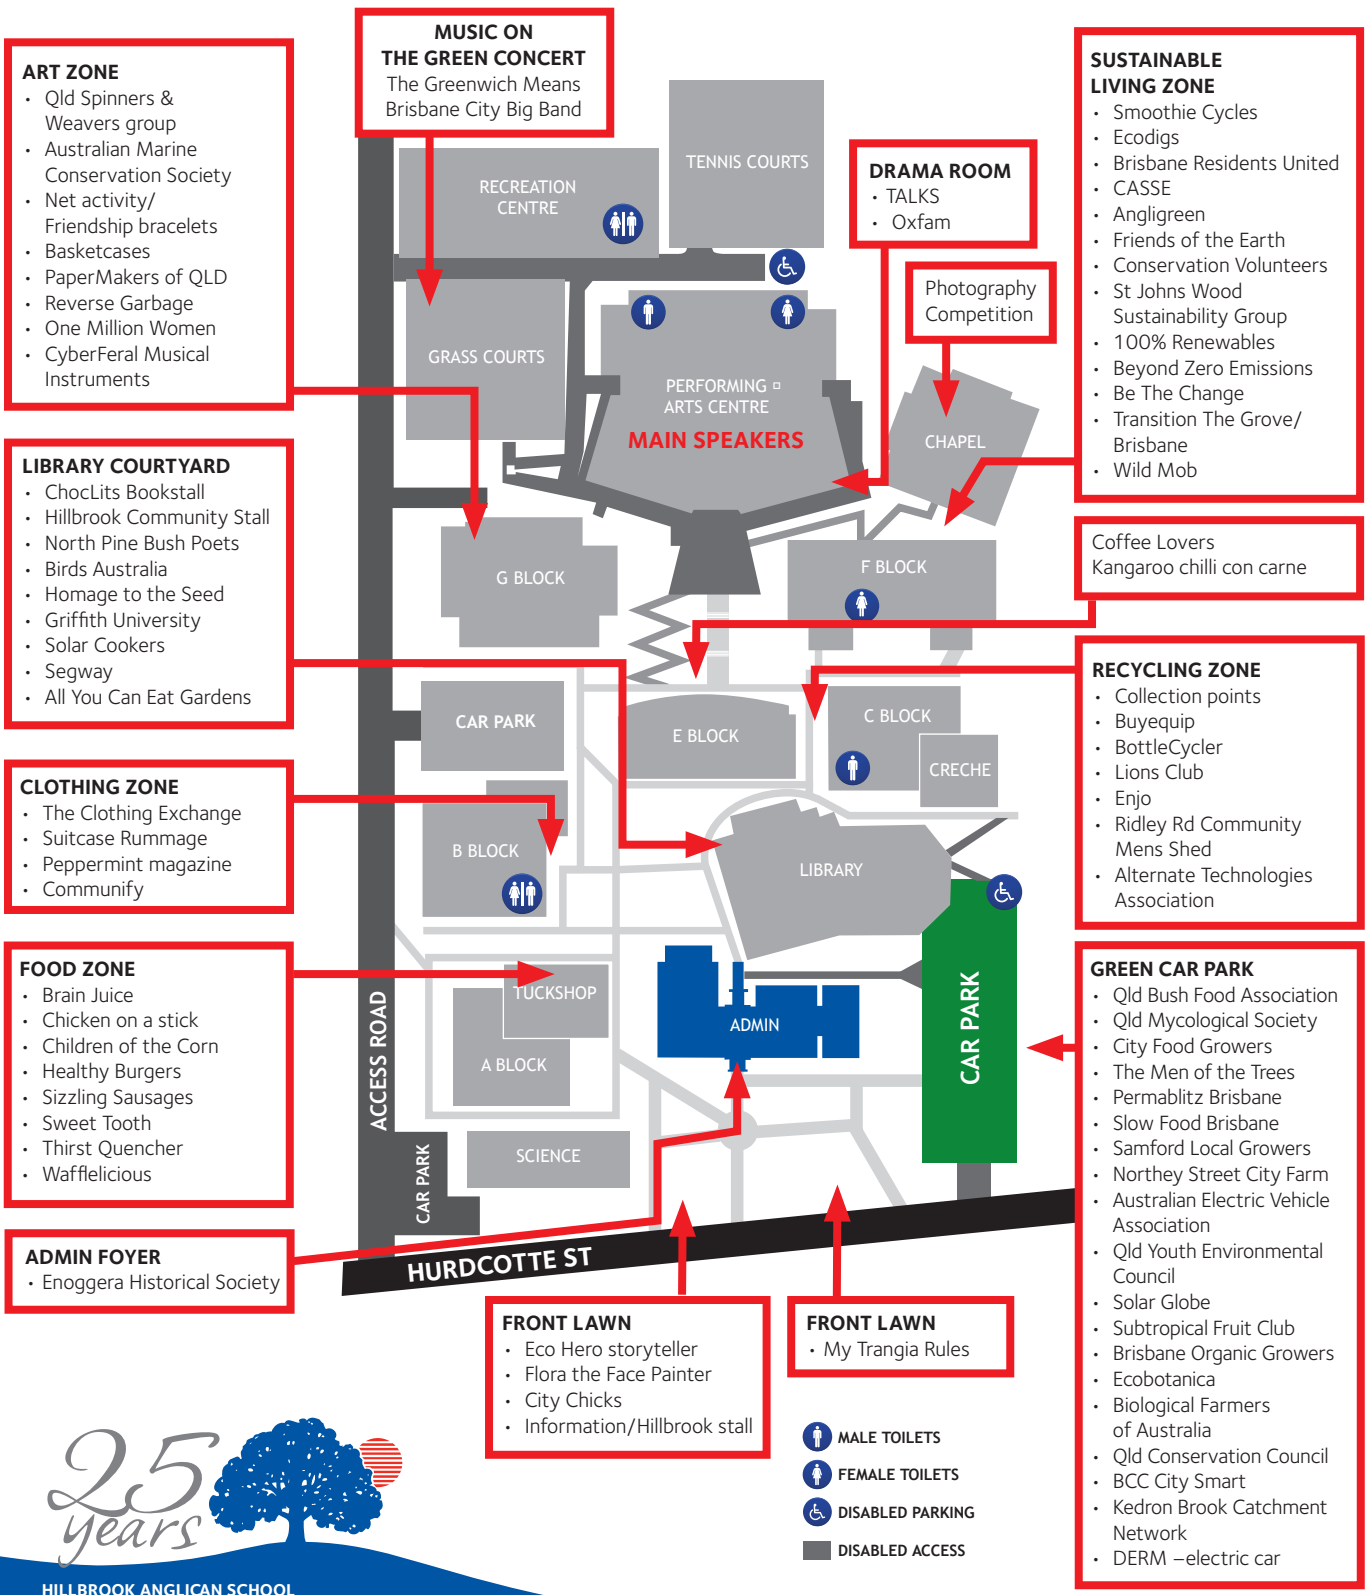 MUSIC ON
THE GREEN CONCERT
The Greenwich Means
Brisbane City Big Band
ART ZONE
• Qld Spinners &
Weavers group
• Australian Marine
Conservation Society
• Net activity/
Friendship bracelets
• Basketcases
• PaperMakers of QLD
• Reverse Garbage
• One Million Women
• CyberFeral Musical
Instruments
LIBRARY COURTYARD
• ChocLits Bookstall
• Hillbrook Community Stall
• North Pine Bush Poets
• Birds Australia
• Homage to the Seed
• Griffith University
• Solar Cookers
• Segway
• All You Can Eat Gardens
CLOTHING ZONE
• The Clothing Exchange
• Suitcase Rummage
• Peppermint magazine
• Communify
FOOD ZONE
• Brain Juice
• Chicken on a stick
• Children of the Corn
• Healthy Burgers
• Sizzling Sausages
• Sweet Tooth
• Thirst Quencher
• Wafflelicious
ADMIN FOYER
• Enoggera Historical Society
RECREATION
CENTRE
TENNIS COURTS
GRASS COURTS
PERFORMING
ARTS CENTRE
MAIN SPEAKERS
CHAPEL
G BLOCK
F BLOCK
CAR PARK
E BLOCK
C BLOCK
CRECHE
B BLOCK
LIBRARY
TUCKSHOP
A BLOCK
ADMIN
CAR PARK
ACCESS ROAD
CAR PARK
SCIENCE
HURDCOTTE ST
DRAMA ROOM
• TALKS
• Oxfam
Photography
Competition
SUSTAINABLE
LIVING ZONE
• Smoothie Cycles
• Ecodigs
• Brisbane Residents United
• CASSE
• Angligreen
• Friends of the Earth
• Conservation Volunteers
• St Johns Wood
Sustainability Group
• 100% Renewables
• Beyond Zero Emissions
• Be The Change
• Transition The Grove/
Brisbane
• Wild Mob
Coffee Lovers
Kangaroo chilli con carne
RECYCLING ZONE
• Collection points
• Buyequip
• BottleCycler
• Lions Club
• Enjo
• Ridley Rd Community
Mens Shed
• Alternate Technologies
Association
GREEN CAR PARK
• Qld Bush Food Association
• Qld Mycological Society
• City Food Growers
• The Men of the Trees
• Permablitz Brisbane
• Slow Food Brisbane
• Samford Local Growers
• Northey Street City Farm
• Australian Electric Vehicle
Association
• Qld Youth Environmental
Council
• Solar Globe
• Subtropical Fruit Club
• Brisbane Organic Growers
• Ecobotanica
• Biological Farmers
of Australia
• Qld Conservation Council
• BCC City Smart
• Kedron Brook Catchment
Network
• DERM –electric car
FRONT LAWN
• Eco Hero storyteller
• Flora the Face Painter
• City Chicks
• Information/Hillbrook stall
FRONT LAWN
• My Trangia Rules
MALE TOILETS
FEMALE TOILETS
DISABLED PARKING
DISABLED ACCESS
25
years
HILLBROOK ANGLICAN SCHOOL